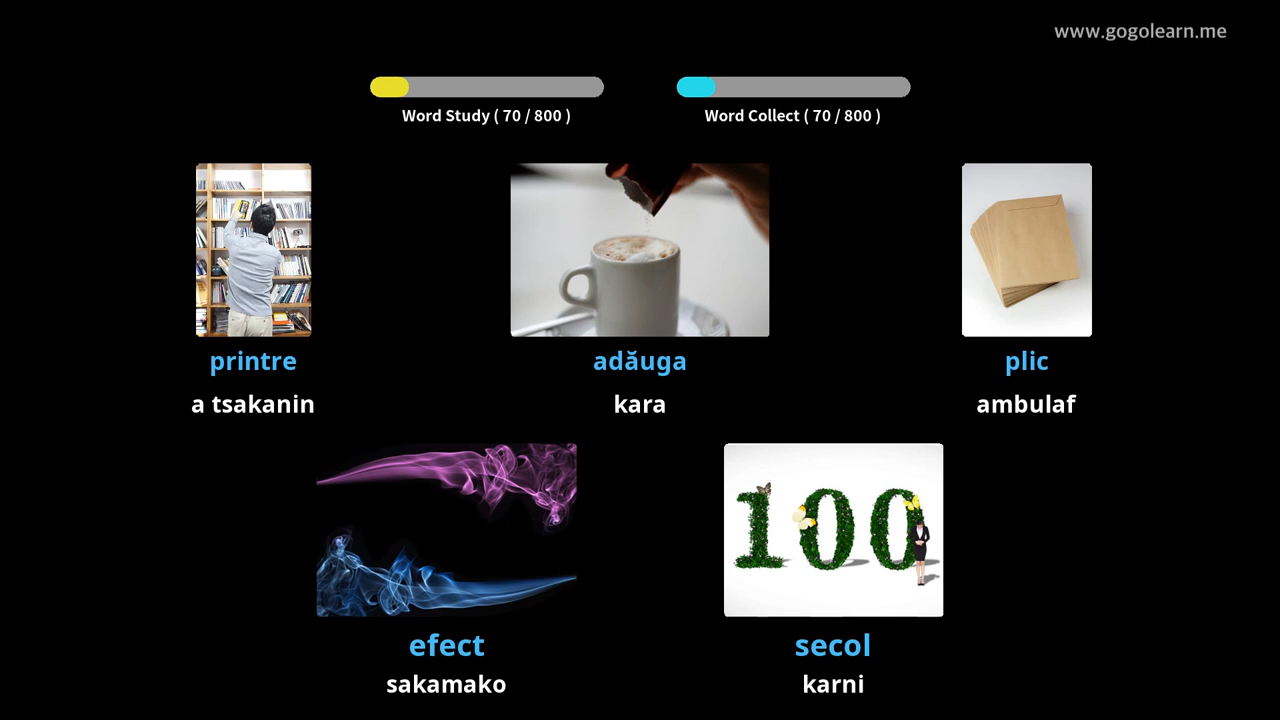 www.gogolearn.me
Word Study ( 70 / 800 )
Word Collect ( 70 / 800 )
printre
adăuga
plic
a tsakanin
kara
ambulaf
efect
secol
sakamako
karni
100